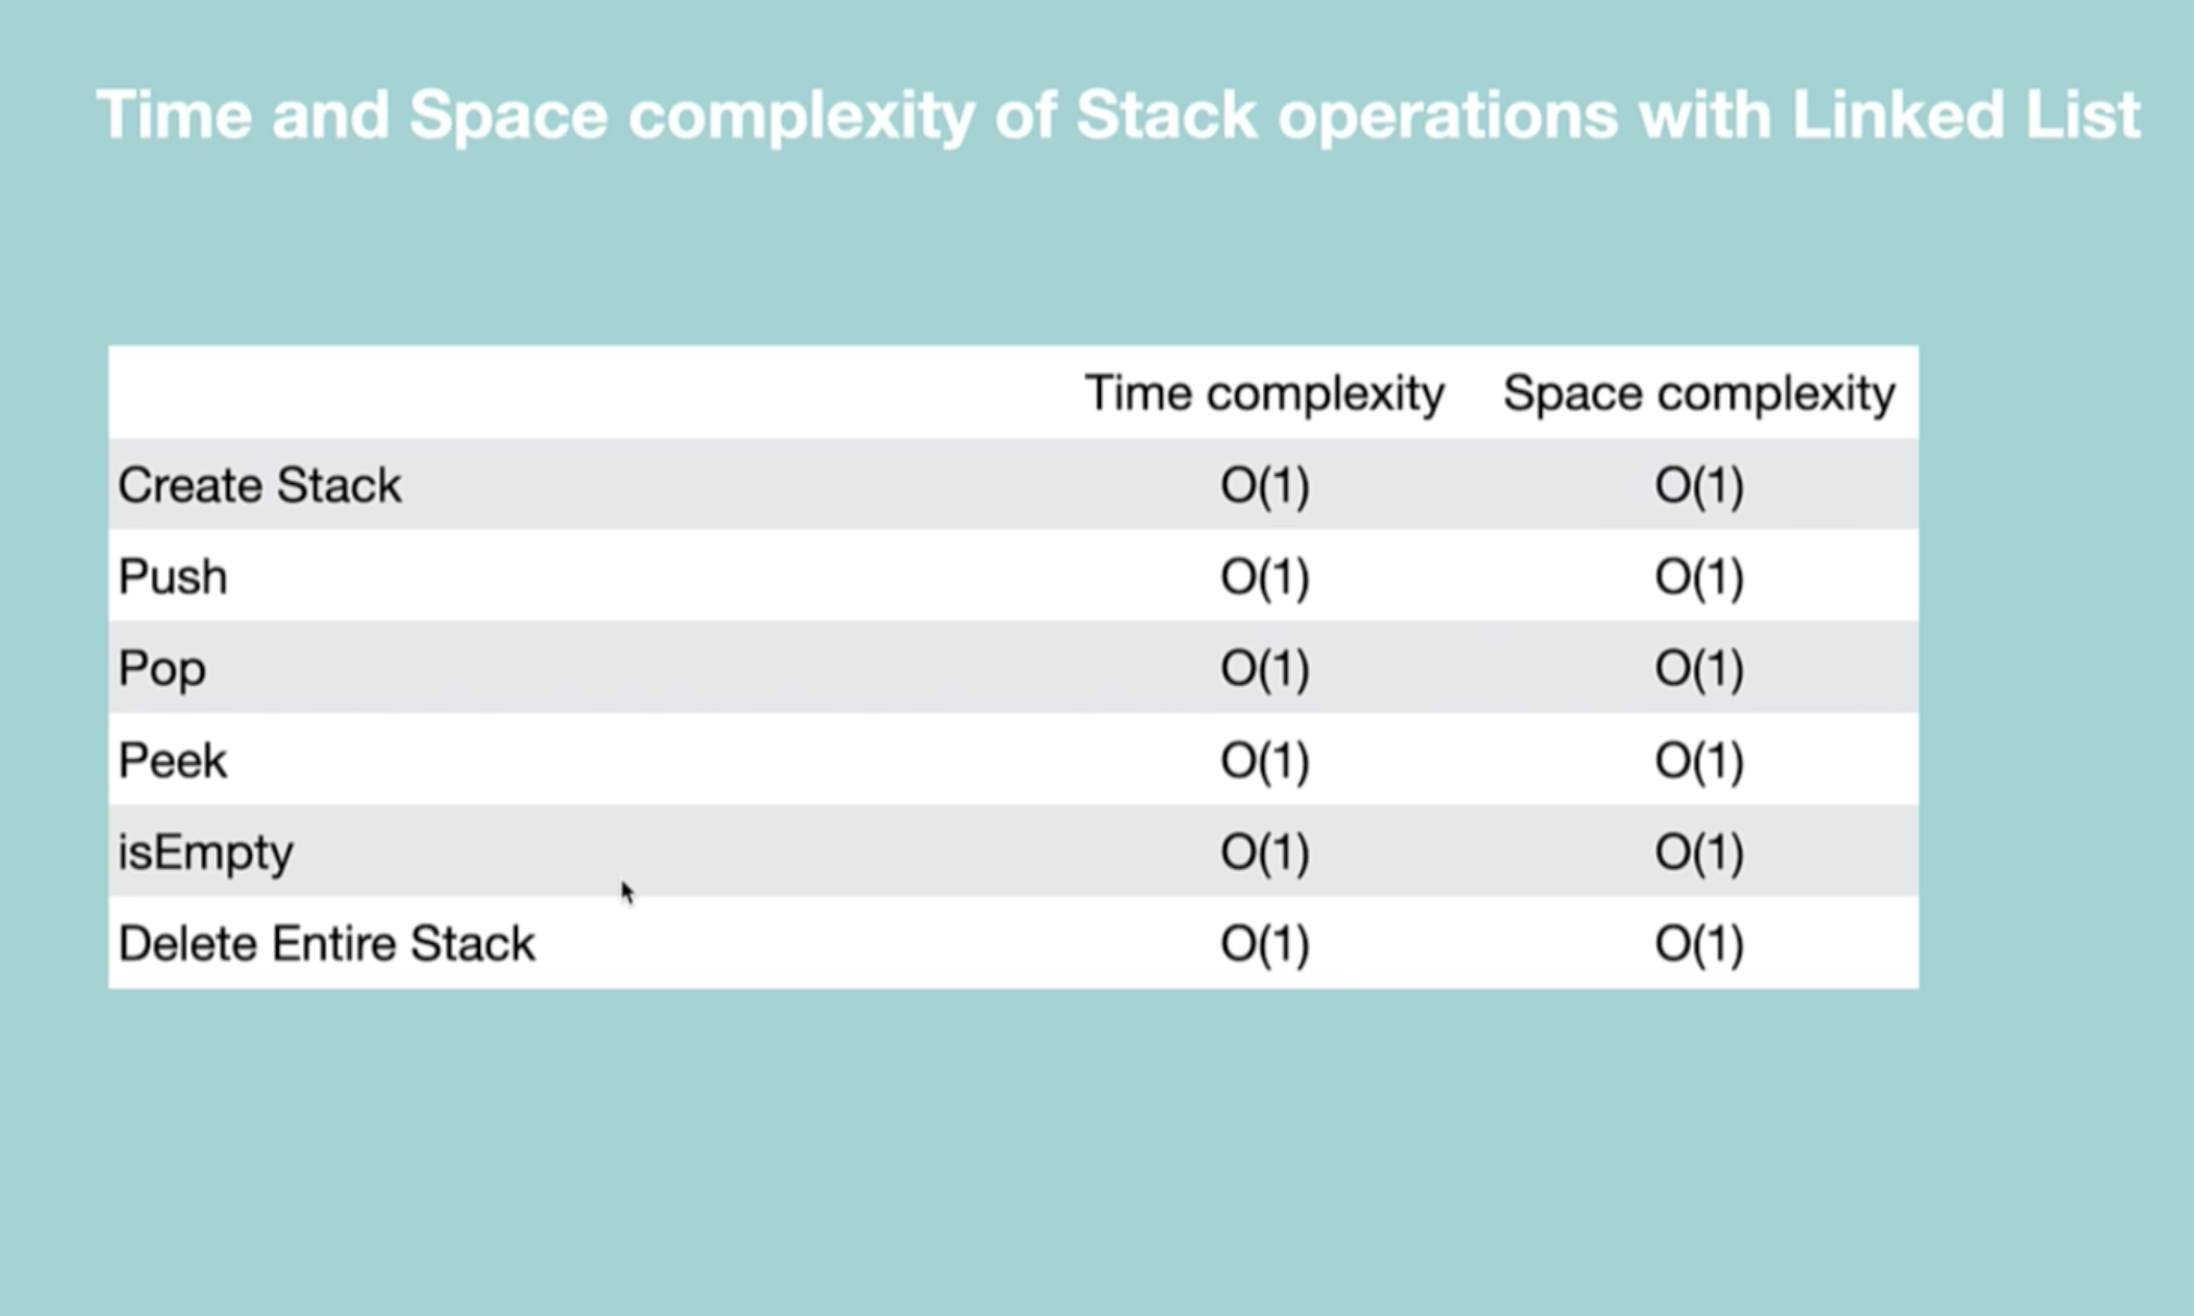 Time and Space complexity of Stack operations with Linked List
Time complexity Space complexity
Create Stack O(1) O(1)
Push O(1) O(1)
Pop O(1) O(1)
Peek O(1) O(1)
isEmpty O(1) O(1)
Delete Entire Stack O(1) O(1)